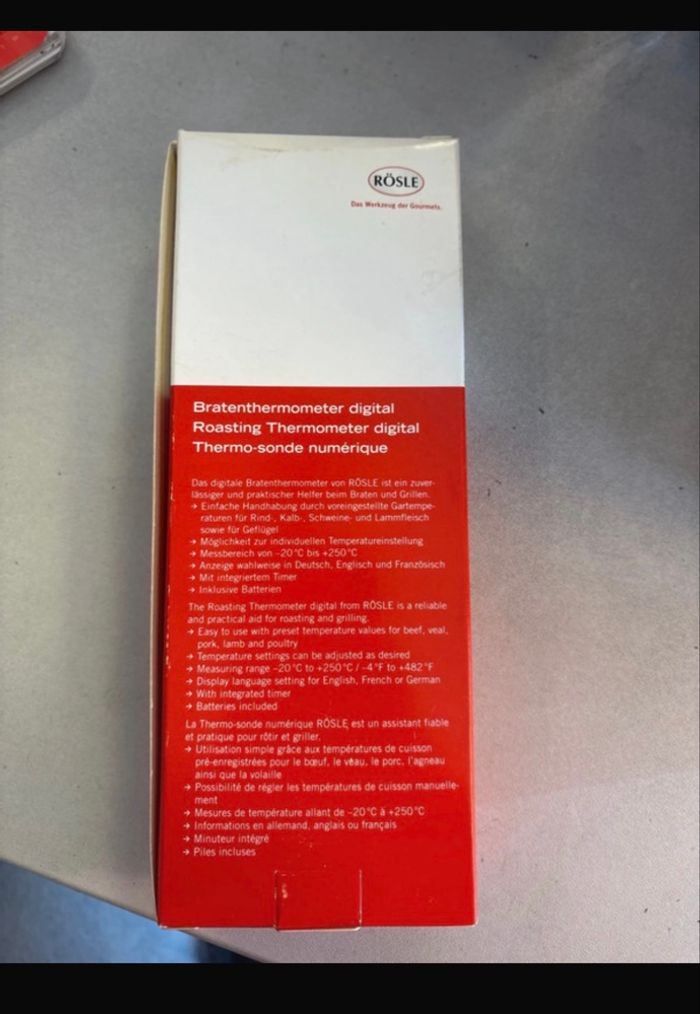 RÖSLE
Das Werkzeug der Gourmets.
Bratenthermometer digital
Roasting Thermometer digital
Thermo-sonde numérique
Das digitale Bratenthermometer von RÖSLE ist ein zuver-
lässiger und praktischer Helfer beim Braten und Grillen.
→ Einfache Handhabung durch voreingestellte Gartempe-
raturen für Rind-, Kalb-, Schweine- und Lammfleisch
sowie für Geflügel
→ Möglichkeit zur individuellen Temperatureinstellung
→ Messbereich von –20°C bis +250°C
→ Anzeige wahlweise in Deutsch, Englisch und Französisch
→ Mit integriertem Timer
→ Inklusive Batterien
The Roasting Thermometer digital from RÖSLE is a reliable
and practical aid for roasting and grilling.
→ Easy to use with preset temperature values for beef, veal,
pork, lamb and poultry
→ Temperature settings can be adjusted as desired
→ Measuring range –20°C to +250°C / –4°F to +482°F
→ Display language setting for English, French or German
→ With integrated timer
→ Batteries included
La Thermo-sonde numérique RÖSLE est un assistant fiable
et pratique pour rôtir et griller.
→ Utilisation simple grâce aux températures de cuisson
pré-enregistrées pour le bœuf, le veau, le porc, l'agneau
ainsi que la volaille
→ Possibilité de régler les températures de cuisson manuelle-
ment
→ Mesures de température allant de –20°C à +250°C
→ Informations en allemand, anglais ou français
→ Minuteur intégré
→ Piles incluses